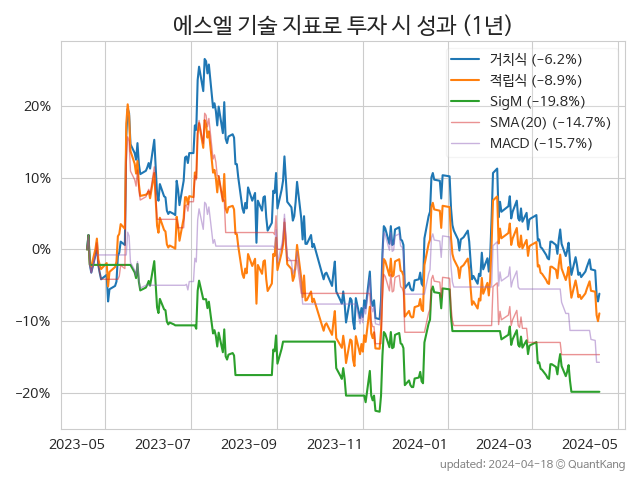 에스엘 기술 지표로 투자 시 성과 (1년)
거치식 (−6.2%)
적립식 (−8.9%)
SigM (−19.8%)
SMA(20) (−14.7%)
MACD (−15.7%)
20%
10%
0%
−10%
−20%
2023-05 2023-07 2023-09 2023-11 2024-01 2024-03 2024-05
updated: 2024-04-18 © QuantKang